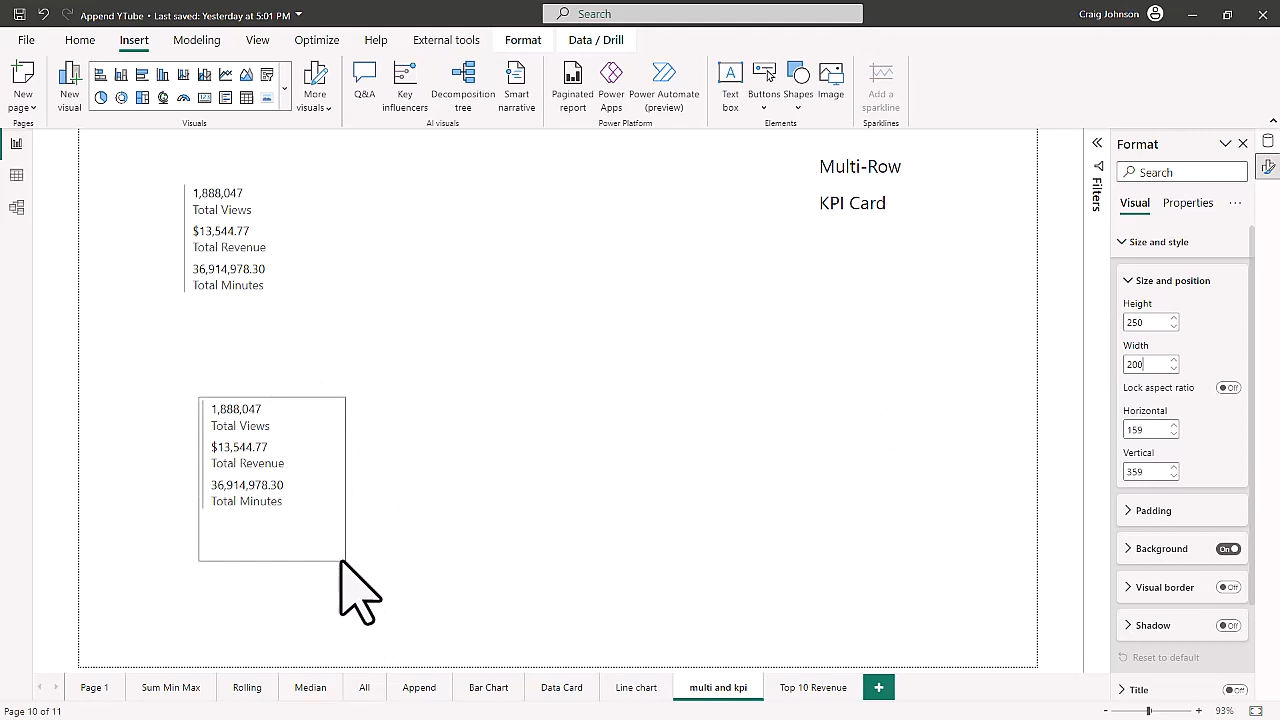 Append YTube • Last saved: Yesterday at 5:01 PM
Search
Craig Johnson
File
Home
Insert
Modeling
View
Optimize
Help
External tools
Format
Data / Drill
New page
New visual
More visuals
Q&A
Key influencers
Decomposition tree
Smart narrative
Paginated report
Power Apps
Power Automate (preview)
Text box
Buttons
Shapes
Image
Add a sparkline
Pages
Visuals
AI visuals
Power Platform
Elements
Sparklines
1,888,047
Total Views
$13,544.77
Total Revenue
36,914,978.30
Total Minutes
Multi-Row
KPI Card
1,888,047
Total Views
$13,544.77
Total Revenue
36,914,978.30
Total Minutes
Filters
Format
Search
Visual
Properties
Size and style
Size and position
Height
250
Width
200
Lock aspect ratio
Off
Horizontal
159
Vertical
359
Padding
Background
On
Visual border
Off
Shadow
Off
Reset to default
Title
Off
Page 1
Sum Min Max
Rolling
Median
All
Append
Bar Chart
Data Card
Line chart
multi and kpi
Top 10 Revenue
Page 10 of 11
93%